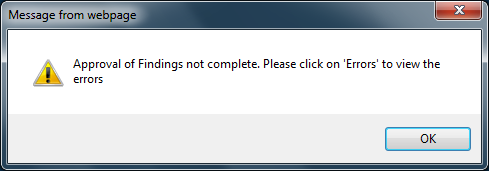 Message from webpage
Approval of Findings not complete. Please click on 'Errors' to view the
errors
OK